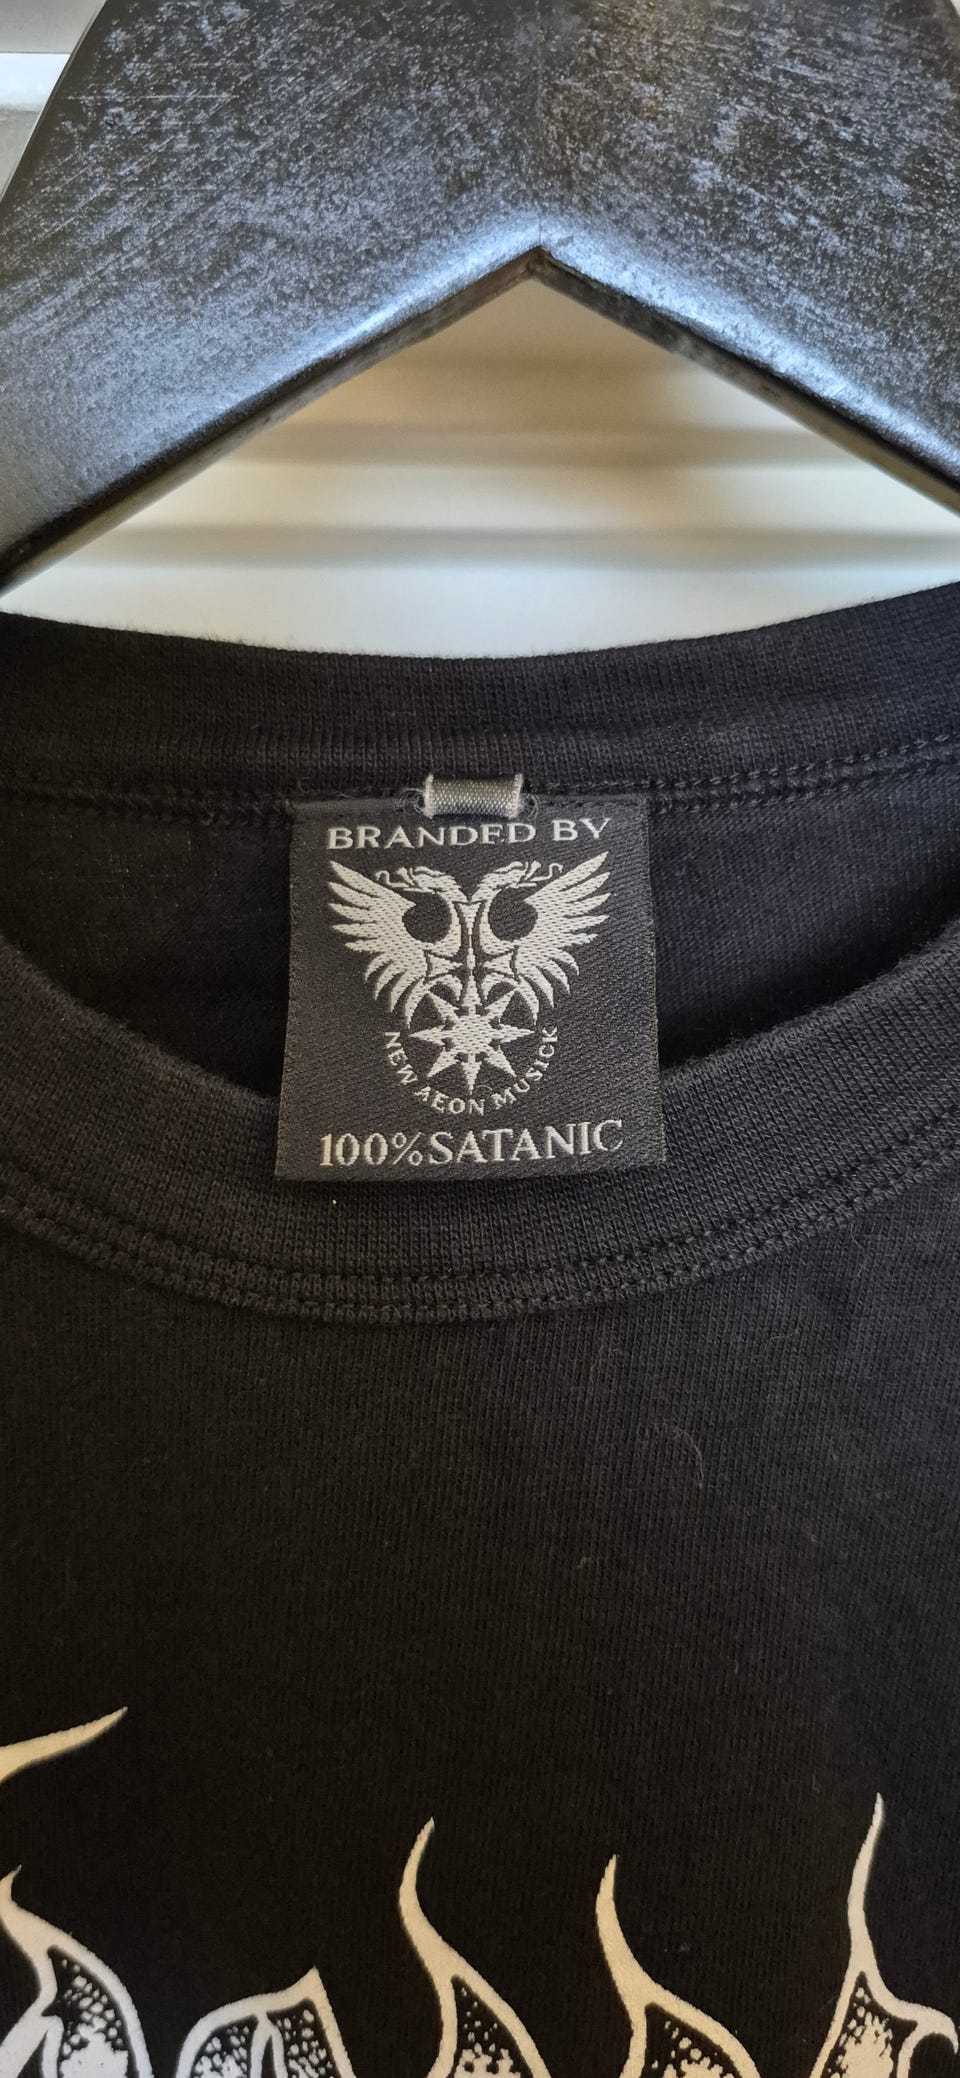 BRANDED BY
NEW AEON MUSICK
100% SATANIC